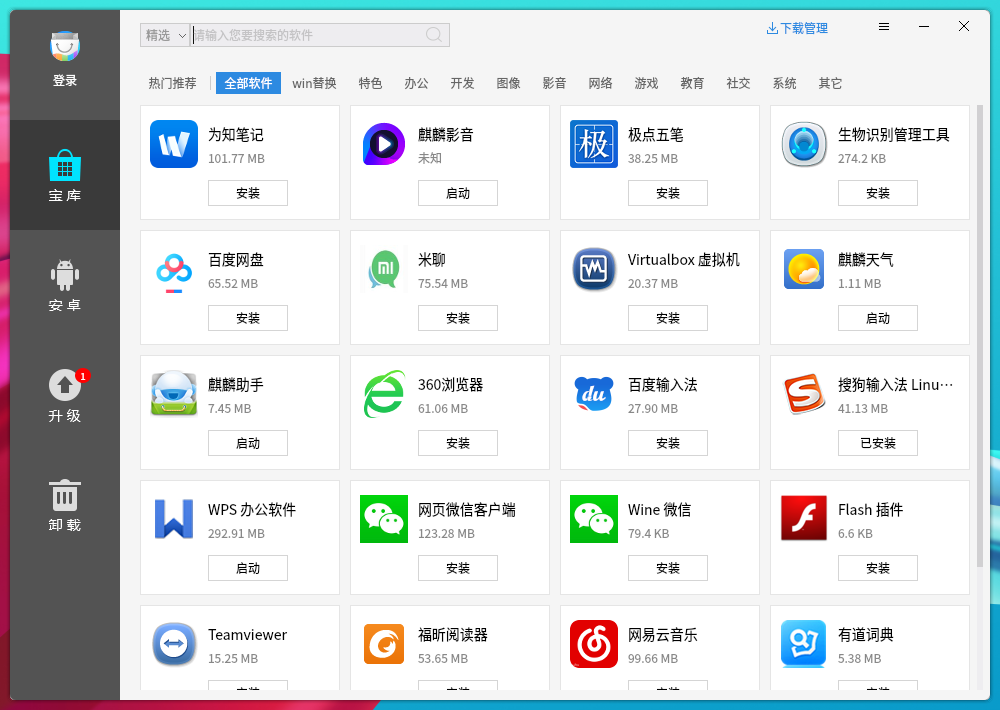 登录
宝库
安卓
1
升级
卸载
精选
请输入您要搜索的软件
下载管理
热门推荐
全部软件
win替换
特色
办公
开发
图像
影音
网络
游戏
教育
社交
系统
其它
为知笔记
101.77 MB
安装
麒麟影音
未知
启动
极
极点五笔
38.25 MB
安装
生物识别管理工具
274.2 KB
安装
百度网盘
65.52 MB
安装
米聊
75.54 MB
安装
Virtualbox 虚拟机
20.37 MB
安装
麒麟天气
1.11 MB
启动
麒麟助手
7.45 MB
启动
360浏览器
61.06 MB
安装
du
百度输入法
27.90 MB
安装
搜狗输入法 Linu···
41.13 MB
已安装
WPS 办公软件
292.91 MB
启动
网页微信客户端
123.28 MB
安装
Wine 微信
79.4 KB
安装
Flash 插件
6.6 KB
安装
Teamviewer
15.25 MB
福昕阅读器
53.65 MB
网易云音乐
99.66 MB
有道词典
5.38 MB